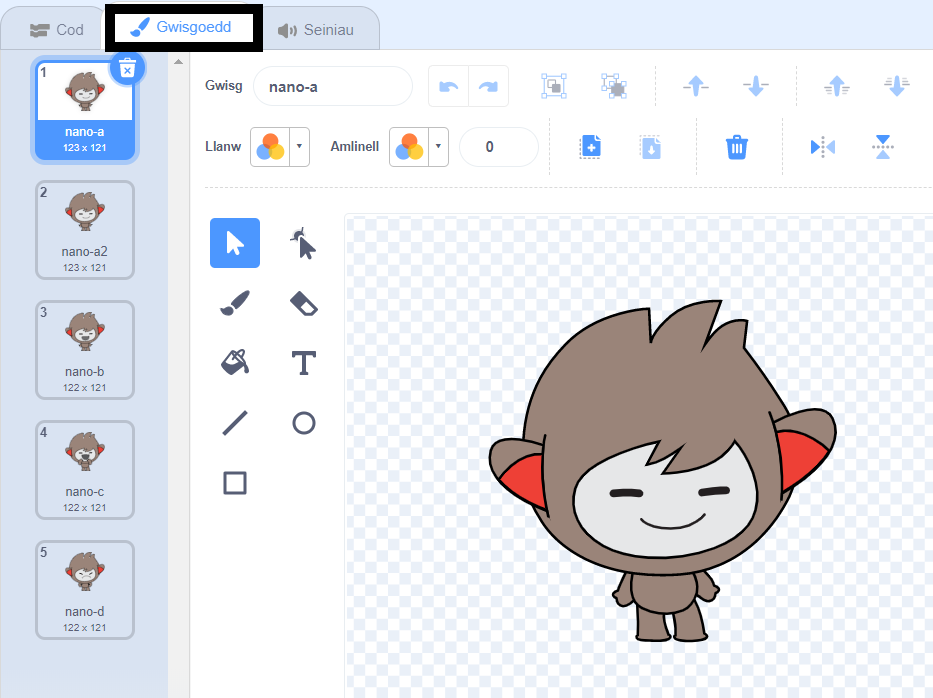 Cod
Gwisgoedd
Seiniau
1
nano-a
123 x 121
2
nano-a2
123 x 121
3
nano-b
122 x 121
4
nano-c
122 x 121
5
nano-d
122 x 121
Gwisg
nano-a
Llanw
Amlinell
0
T